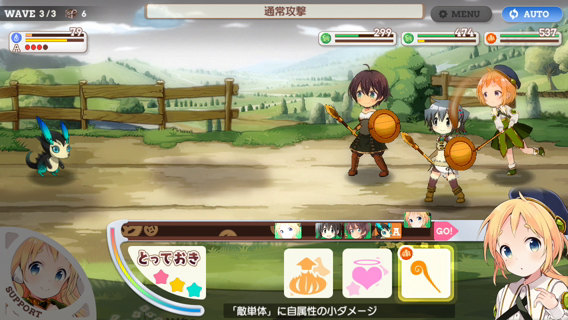 WAVE 3/3 6
通常攻撃
MENU
AUTO
79
A
299
474
537
A
GO!
とっておき
SUPPORT
「敵単体」に自属性の小ダメージ